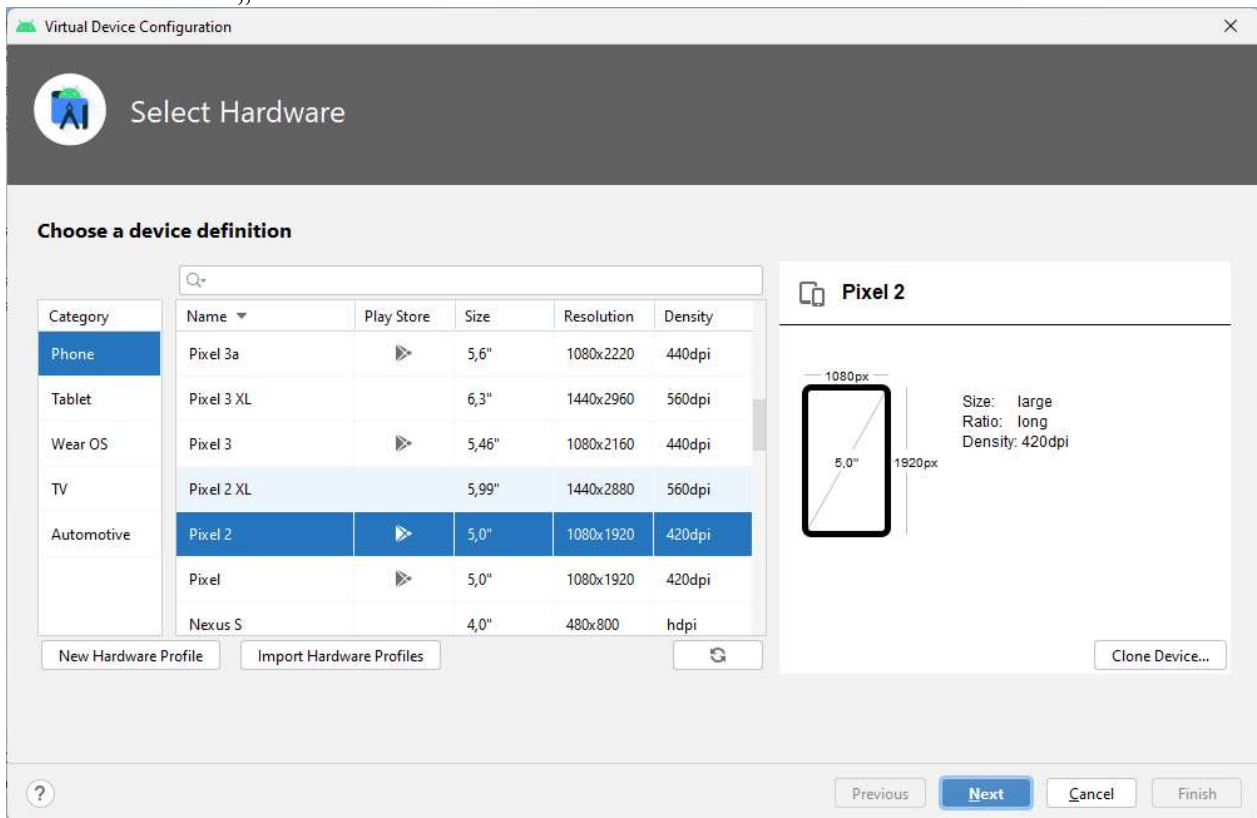 „
Virtual Device Configuration
Select Hardware
Choose a device definition
Category
Phone
Tablet
Wear OS
TV
Automotive
Name Play Store Size Resolution Density
Pixel 3a 5,6" 1080x2220 440dpi
Pixel 3 XL 6,3" 1440x2960 560dpi
Pixel 3 5,46" 1080x2160 440dpi
Pixel 2 XL 5,99" 1440x2880 560dpi
Pixel 2 5,0" 1080x1920 420dpi
Pixel 5,0" 1080x1920 420dpi
Nexus S 4,0" 480x800 hdpi
New Hardware Profile Import Hardware Profiles
Pixel 2
1080px
5,0"
1920px
Size: large
Ratio: long
Density: 420dpi
Clone Device...
? Previous Next Cancel Finish